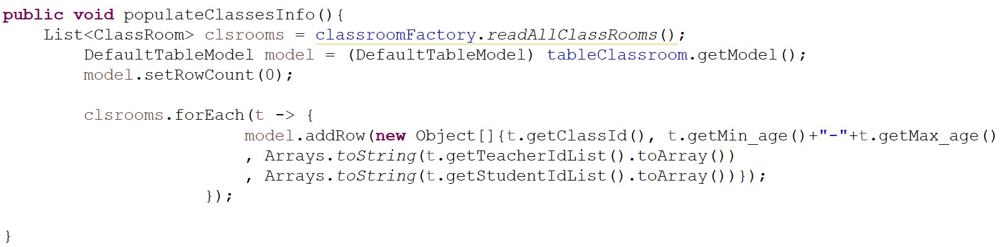 public void populateClassesInfo(){
List<ClassRoom> clsrooms = classroomFactory.readAllClassRooms();
DefaultTableModel model = (DefaultTableModel) tableClassroom.getModel();
model.setRowCount(0);
clsrooms.forEach(t -> {
model.addRow(new Object[]{t.getClassId(), t.getMin_age()+"-"+t.getMax_age()
, Arrays.toString(t.getTeacherIdList().toArray())
, Arrays.toString(t.getStudentIdList().toArray())});
});
}